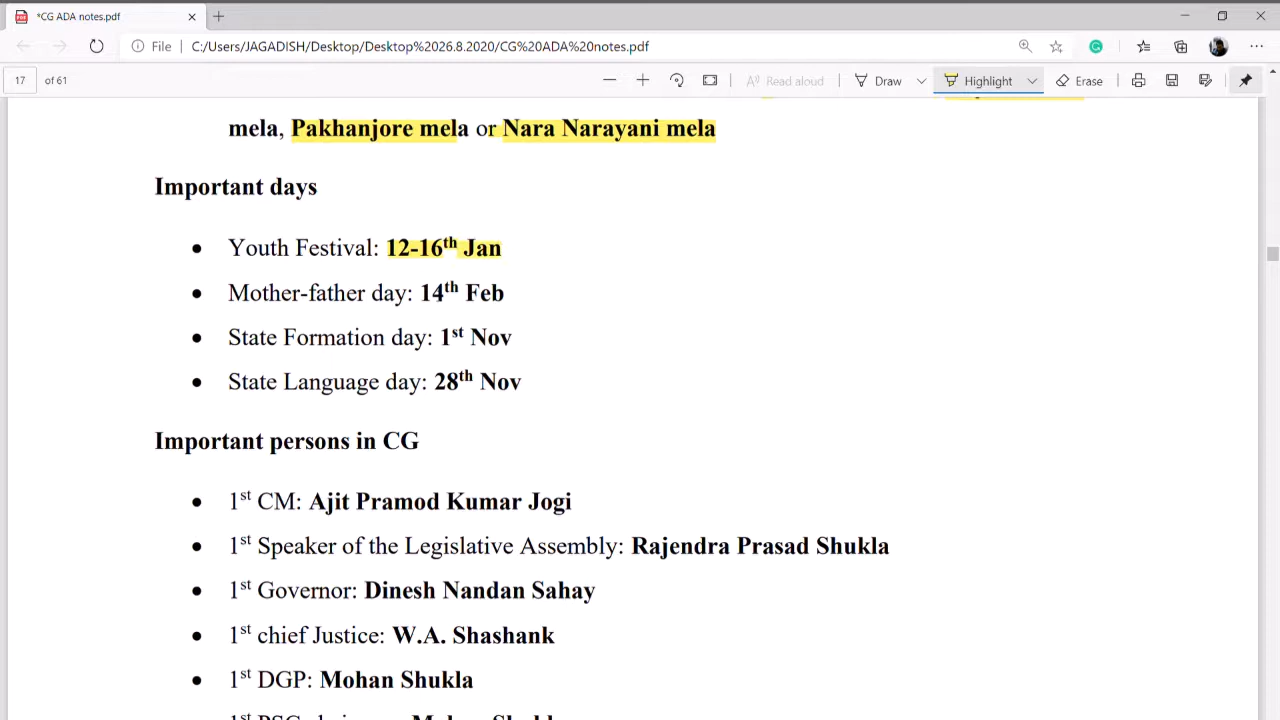 *CG ADA notes.pdf
File | C:/Users/JAGADISH/Desktop/Desktop%2026.8.2020/CG%20ADA%20notes.pdf
17 of 61
Read aloud Draw Highlight Erase
mela, Pakhanjore mela or Nara Narayani mela
Important days
• Youth Festival: 12-16th Jan
• Mother-father day: 14th Feb
• State Formation day: 1st Nov
• State Language day: 28th Nov
Important persons in CG
• 1st CM: Ajit Pramod Kumar Jogi
• 1st Speaker of the Legislative Assembly: Rajendra Prasad Shukla
• 1st Governor: Dinesh Nandan Sahay
• 1st chief Justice: W.A. Shashank
• 1st DGP: Mohan Shukla